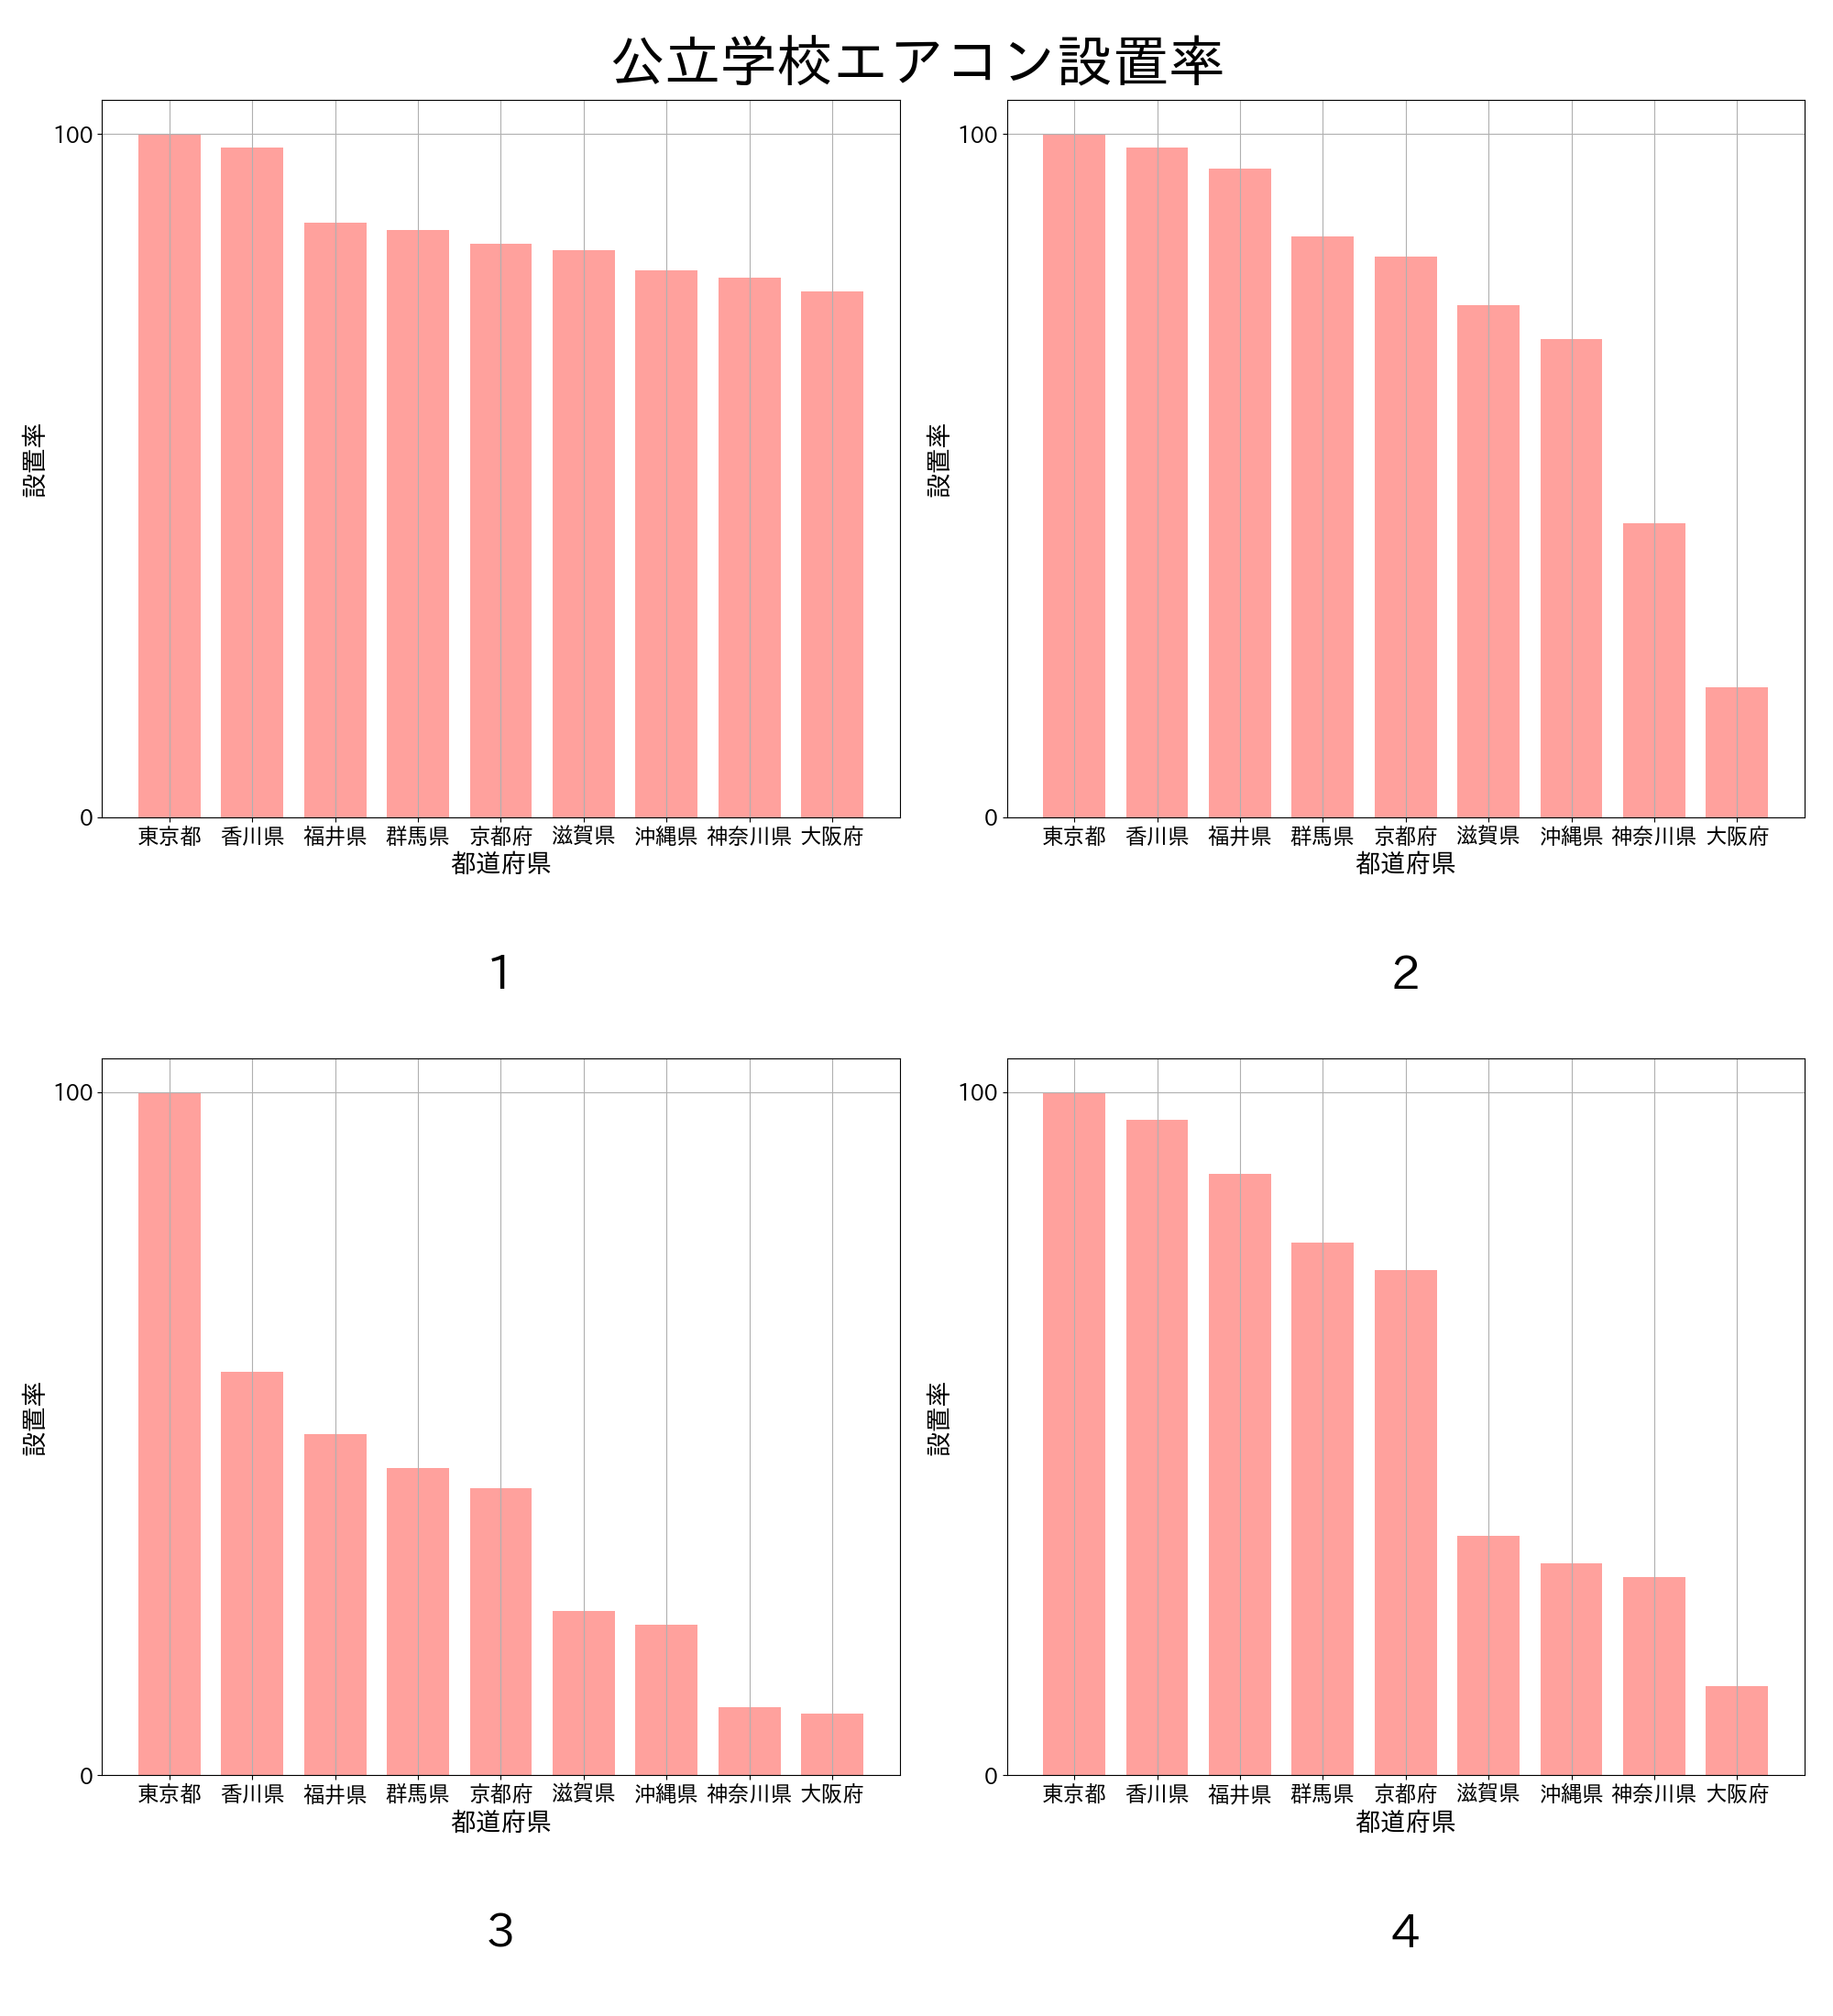 公立学校エアコン設置率
100
0
設置率
東京都 香川県 福井県 群馬県 京都府 滋賀県 沖縄県 神奈川県 大阪府
都道府県
1
100
0
設置率
東京都 香川県 福井県 群馬県 京都府 滋賀県 沖縄県 神奈川県 大阪府
都道府県
2
100
0
設置率
東京都 香川県 福井県 群馬県 京都府 滋賀県 沖縄県 神奈川県 大阪府
都道府県
3
100
0
設置率
東京都 香川県 福井県 群馬県 京都府 滋賀県 沖縄県 神奈川県 大阪府
都道府県
4